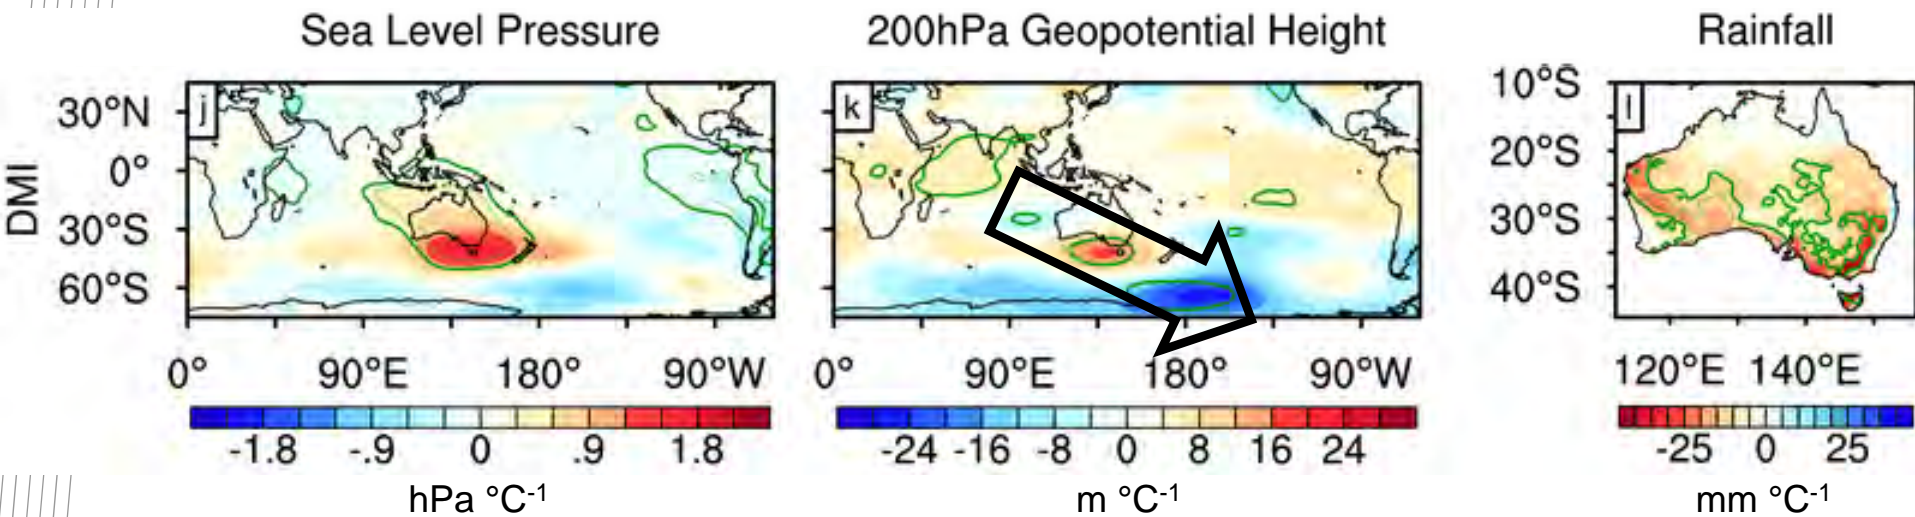 Sea Level Pressure
200hPa Geopotential Height
Rainfall
DMI
30°N
0°
30°S
60°S
j
k
10°S
20°S
30°S
40°S
l
0° 90°E 180° 90°W
0° 90°E 180° 90°W
120°E 140°E
-1.8 -.9 0 .9 1.8
-24 -16 -8 0 8 16 24
-25 0 25
hPa °C-1
m °C-1
mm °C-1